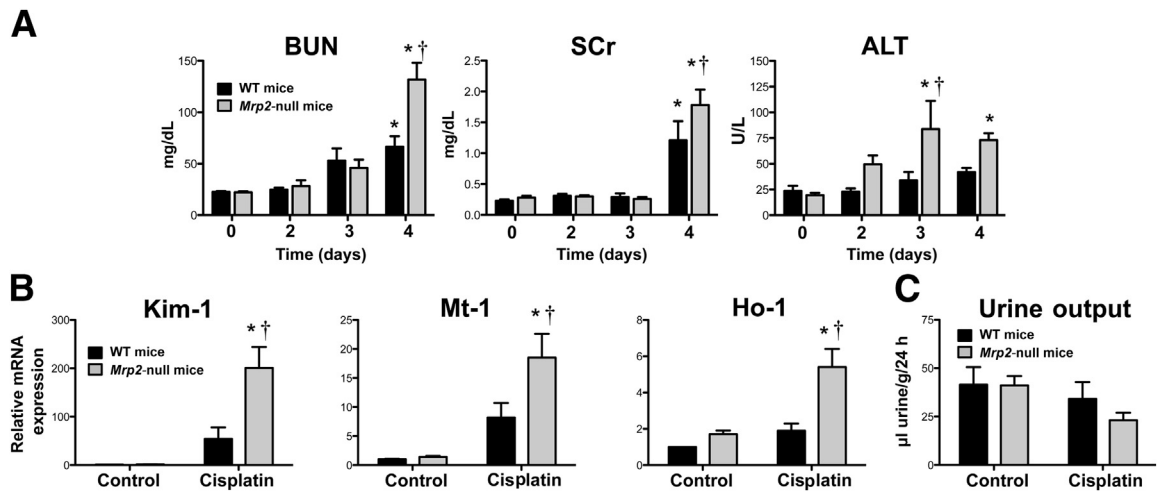 A
BUN
SCr
ALT
mg/dL
150
100
50
0
WT mice
Mrp2-null mice
*
* †
0 2 3 4
Time (days)
mg/dL
2.5
2.0
1.5
1.0
0.5
0.0
*
* †
0 2 3 4
Time (days)
U/L
150
125
100
75
50
25
0
* †
*
0 2 3 4
Time (days)
B
Kim-1
Mt-1
Ho-1
Relative mRNA
expression
300
200
100
0
WT mice
Mrp2-null mice
* †
Control Cisplatin
25
20
15
10
5
0
* †
Control Cisplatin
8
6
4
2
0
* †
Control Cisplatin
C
Urine output
µl urine/g/24 h
75
50
25
0
WT mice
Mrp2-null mice
Control Cisplatin